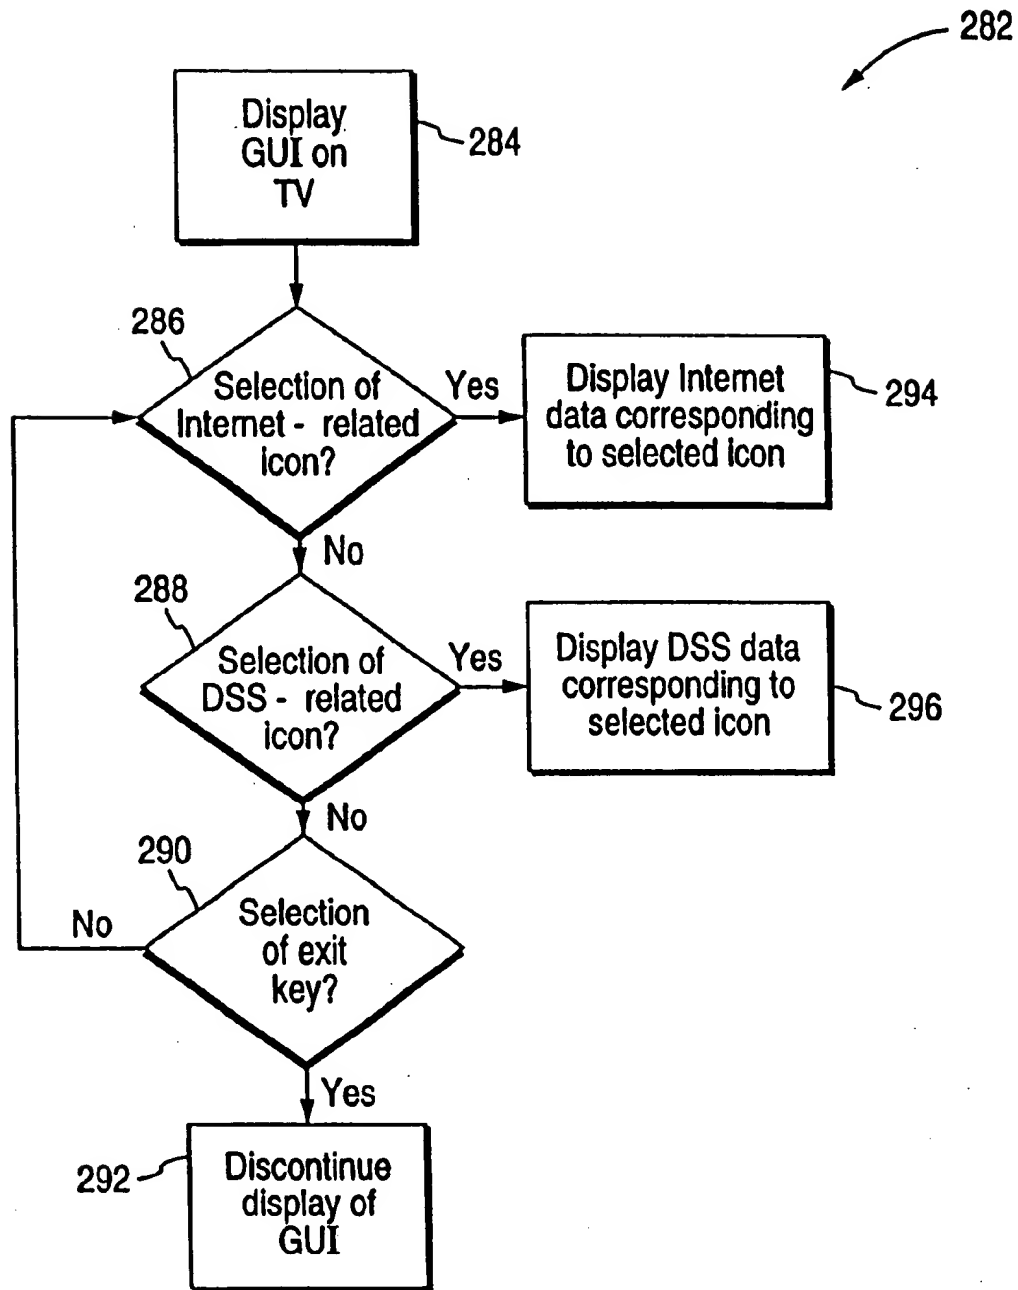 282
Display
GUI on
TV
284
286
Selection of
Internet - related
icon?
Yes
Display Internet
data corresponding
to selected icon
294
No
288
Selection of
DSS - related
icon?
Yes
Display DSS data
corresponding to
selected icon
296
No
290
Selection
of exit
key?
No
Yes
292
Discontinue
display of
GUI